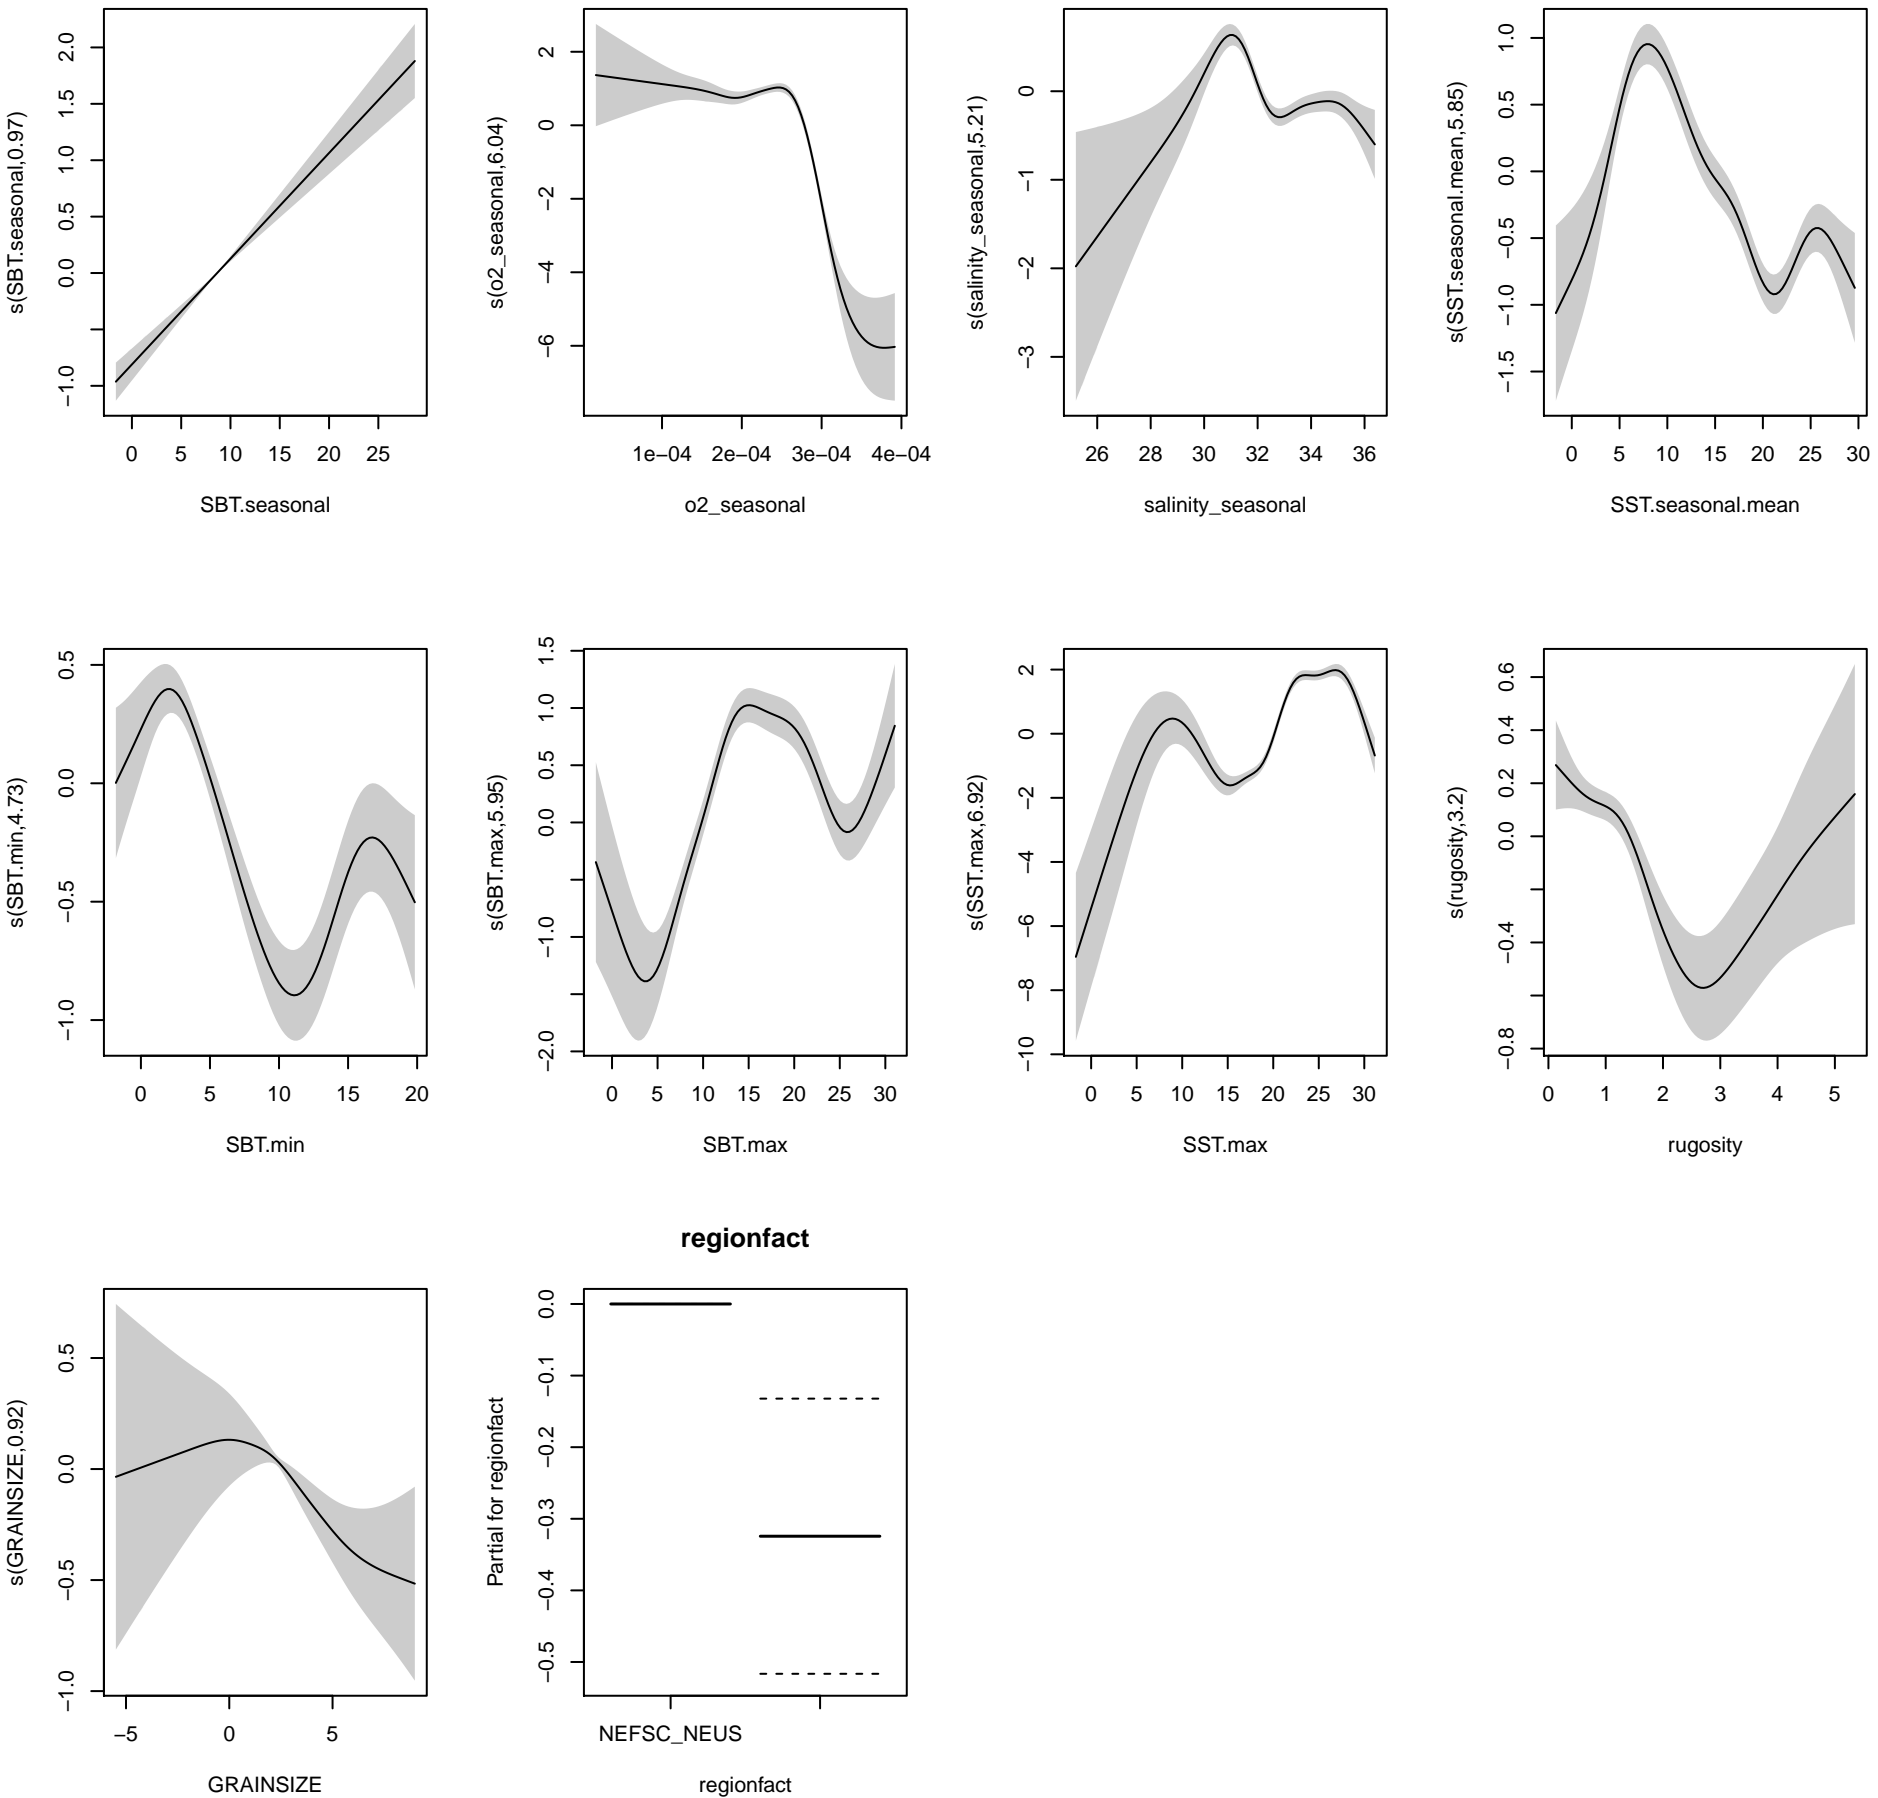 s(SBT.seasonal,0.97)
−1.0 0.0 0.5 1.0 1.5 2.0
0 5 10 15 20 25
SBT.seasonal
s(o2_seasonal,6.04)
−6 −4 −2 0 2
1e−04 2e−04 3e−04 4e−04
o2_seasonal
s(salinity_seasonal,5.21)
−3 −2 −1 0
26 28 30 32 34 36
salinity_seasonal
s(SST.seasonal.mean,5.85)
−1.5 −1.0 −0.5 0.0 0.5 1.0
0 5 10 15 20 25 30
SST.seasonal.mean
s(SBT.min,4.73)
−1.0 −0.5 0.0 0.5
0 5 10 15 20
SBT.min
s(SBT.max,5.95)
−2.0 −1.0 0.0 0.5 1.0 1.5
0 5 10 15 20 25 30
SBT.max
s(SST.max,6.92)
−10 −8 −6 −4 −2 0 2
0 5 10 15 20 25 30
SST.max
s(rugosity,3.2)
−0.8 −0.4 0.0 0.2 0.4 0.6
0 1 2 3 4 5
rugosity
s(GRAINSIZE,0.92)
−1.0 −0.5 0.0 0.5
−5 0 5
GRAINSIZE
regionfact
Partial for regionfact
−0.5 −0.4 −0.3 −0.2 −0.1 0.0
NEFSC_NEUS
regionfact